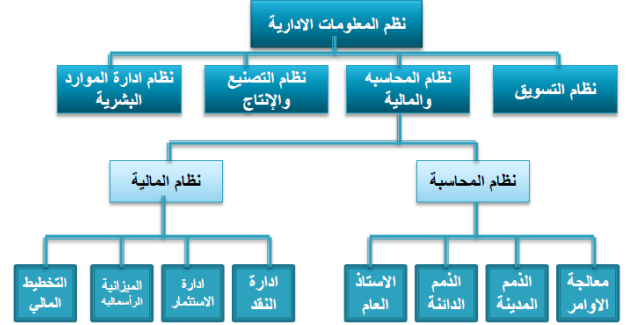 نظم المعلومات الادارية
نظام التسويق
نظام المحاسبه
والمالية
نظام التصنيع
والإنتاج
نظام ادارة الموارد
البشرية
نظام المحاسبة
نظام المالية
معالجة
الاوامر
الذمم
المدينة
الذمم
الدائنة
الاستاذ
العام
ادارة
النقد
ادارة
الاستثمار
الميزانية
الرأسماليه
التخطيط
المالي